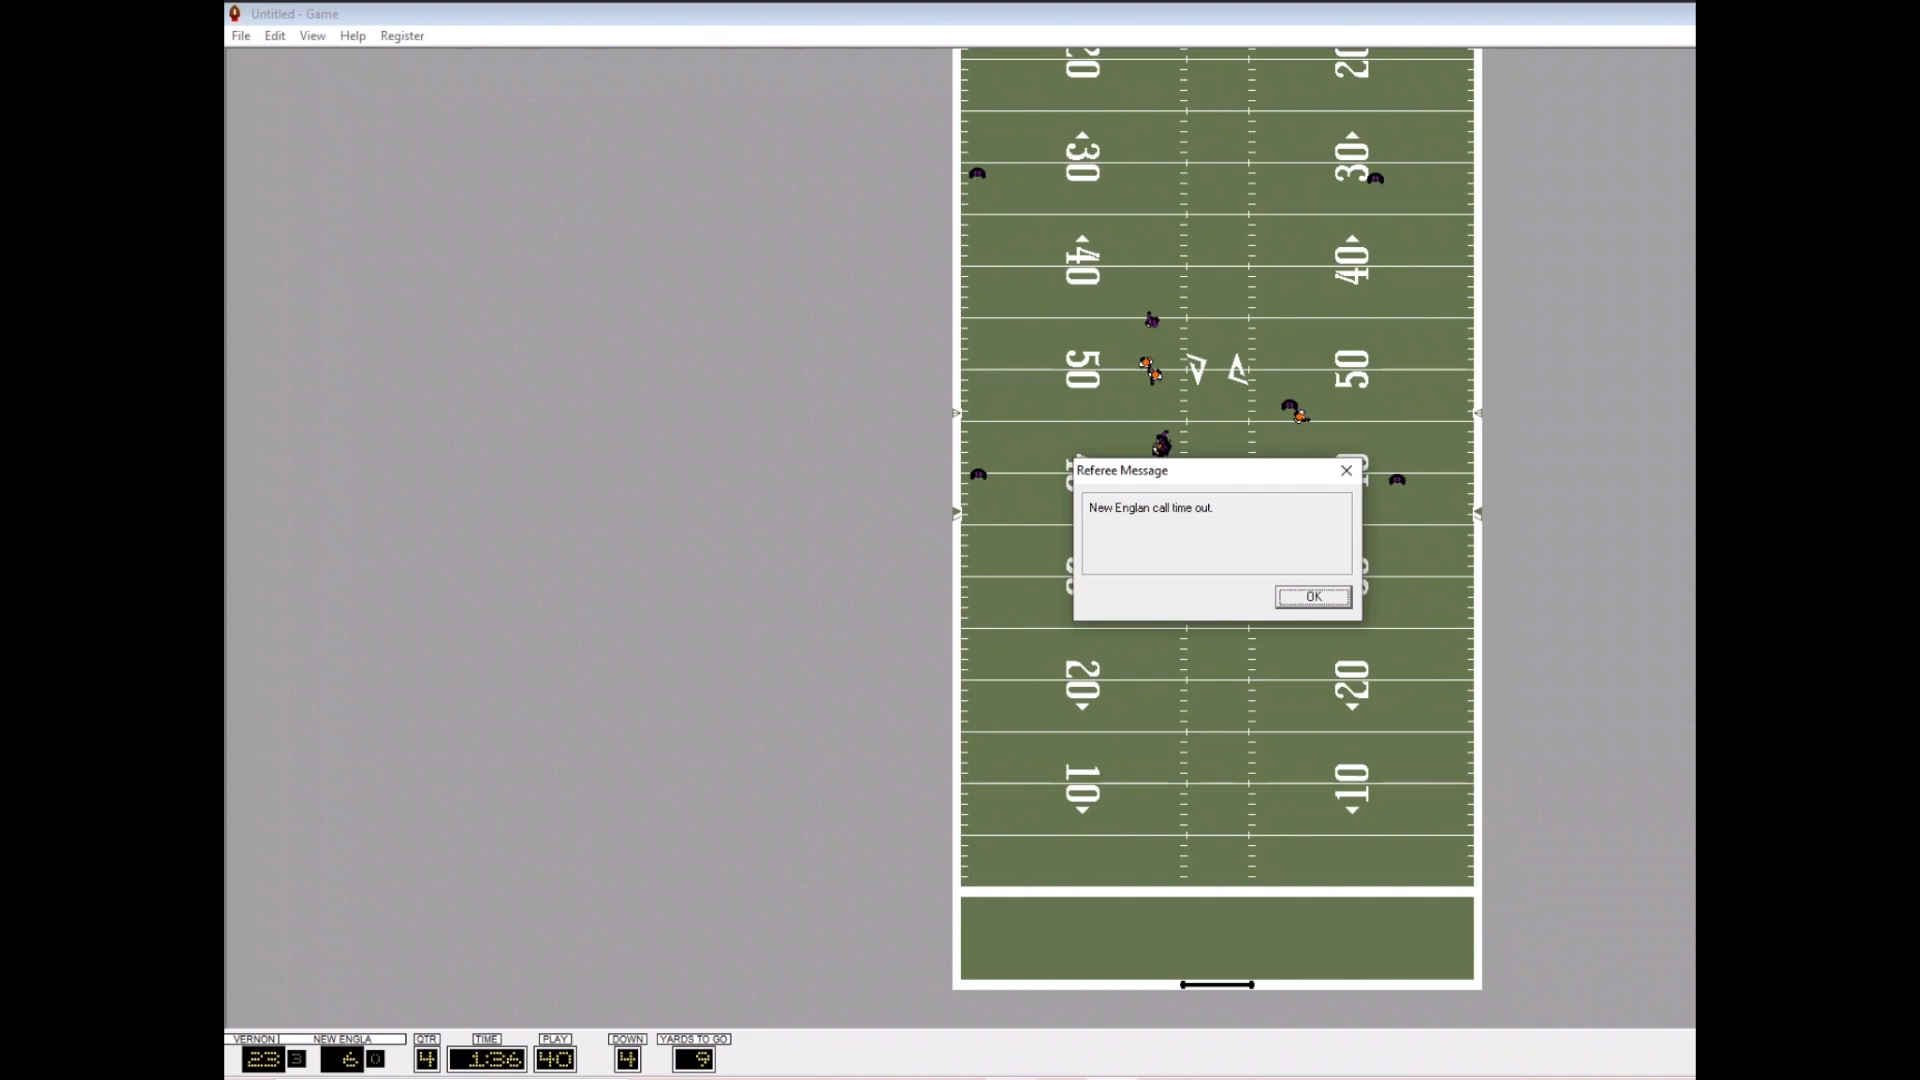 Untitled - Game
File Edit View Help Register
20 20
30 30
40 40
50 50
Referee Message
New Englan call time out.
OK
20 20
10 10
VERNON NEW ENGLA QTR TIME PLAY DOWN YARDS TO GO
23 3 6 0 4 1:36 40 4 9